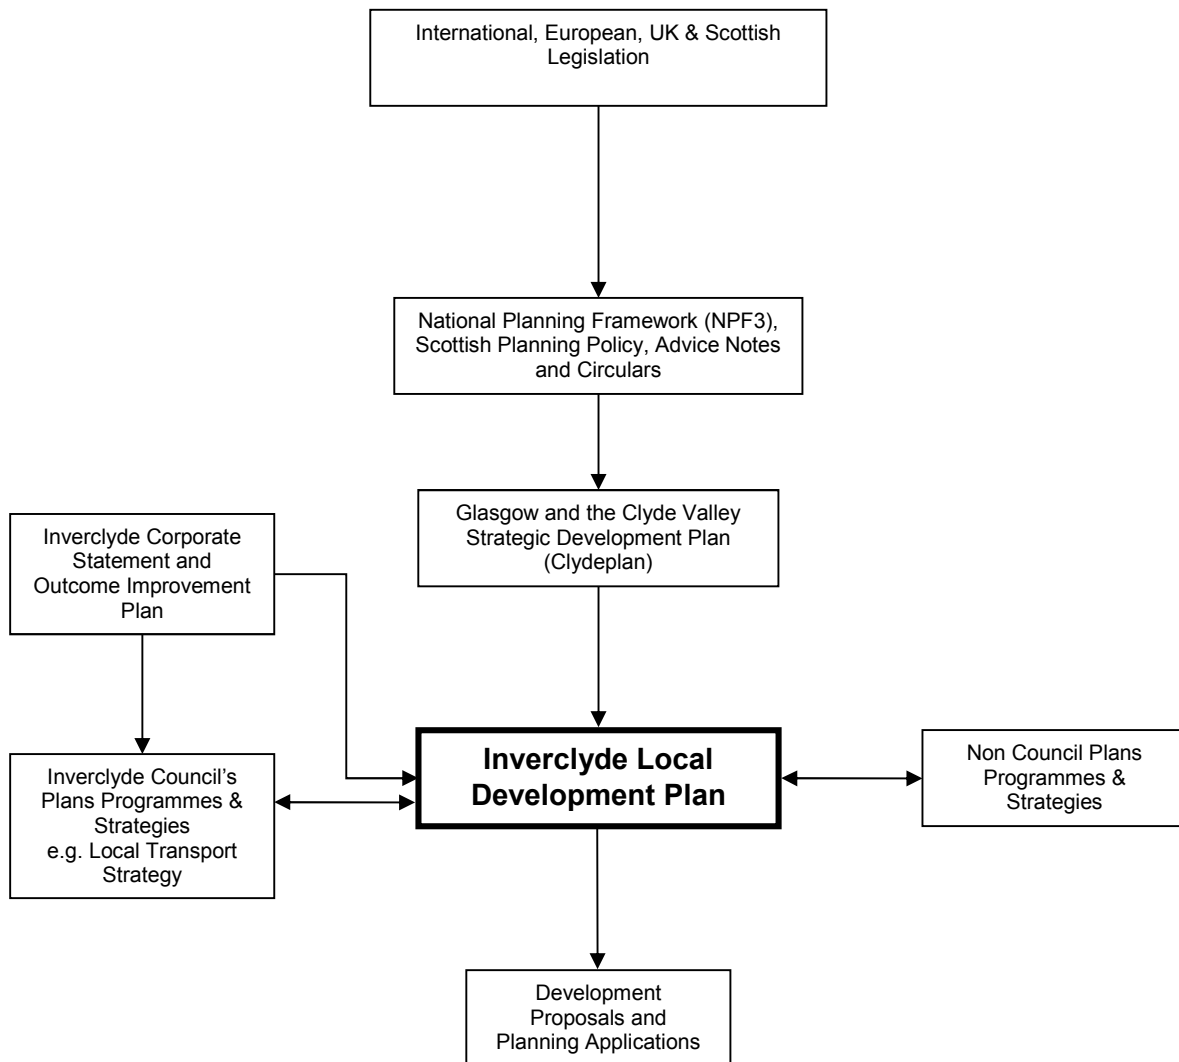 International, European, UK & Scottish
Legislation
National Planning Framework (NPF3),
Scottish Planning Policy, Advice Notes
and Circulars
Glasgow and the Clyde Valley
Strategic Development Plan
(Clydeplan)
Inverclyde Corporate
Statement and
Outcome Improvement
Plan
Inverclyde Local
Development Plan
Inverclyde Council's
Plans Programmes &
Strategies
e.g. Local Transport
Strategy
Non Council Plans
Programmes &
Strategies
Development
Proposals and
Planning Applications